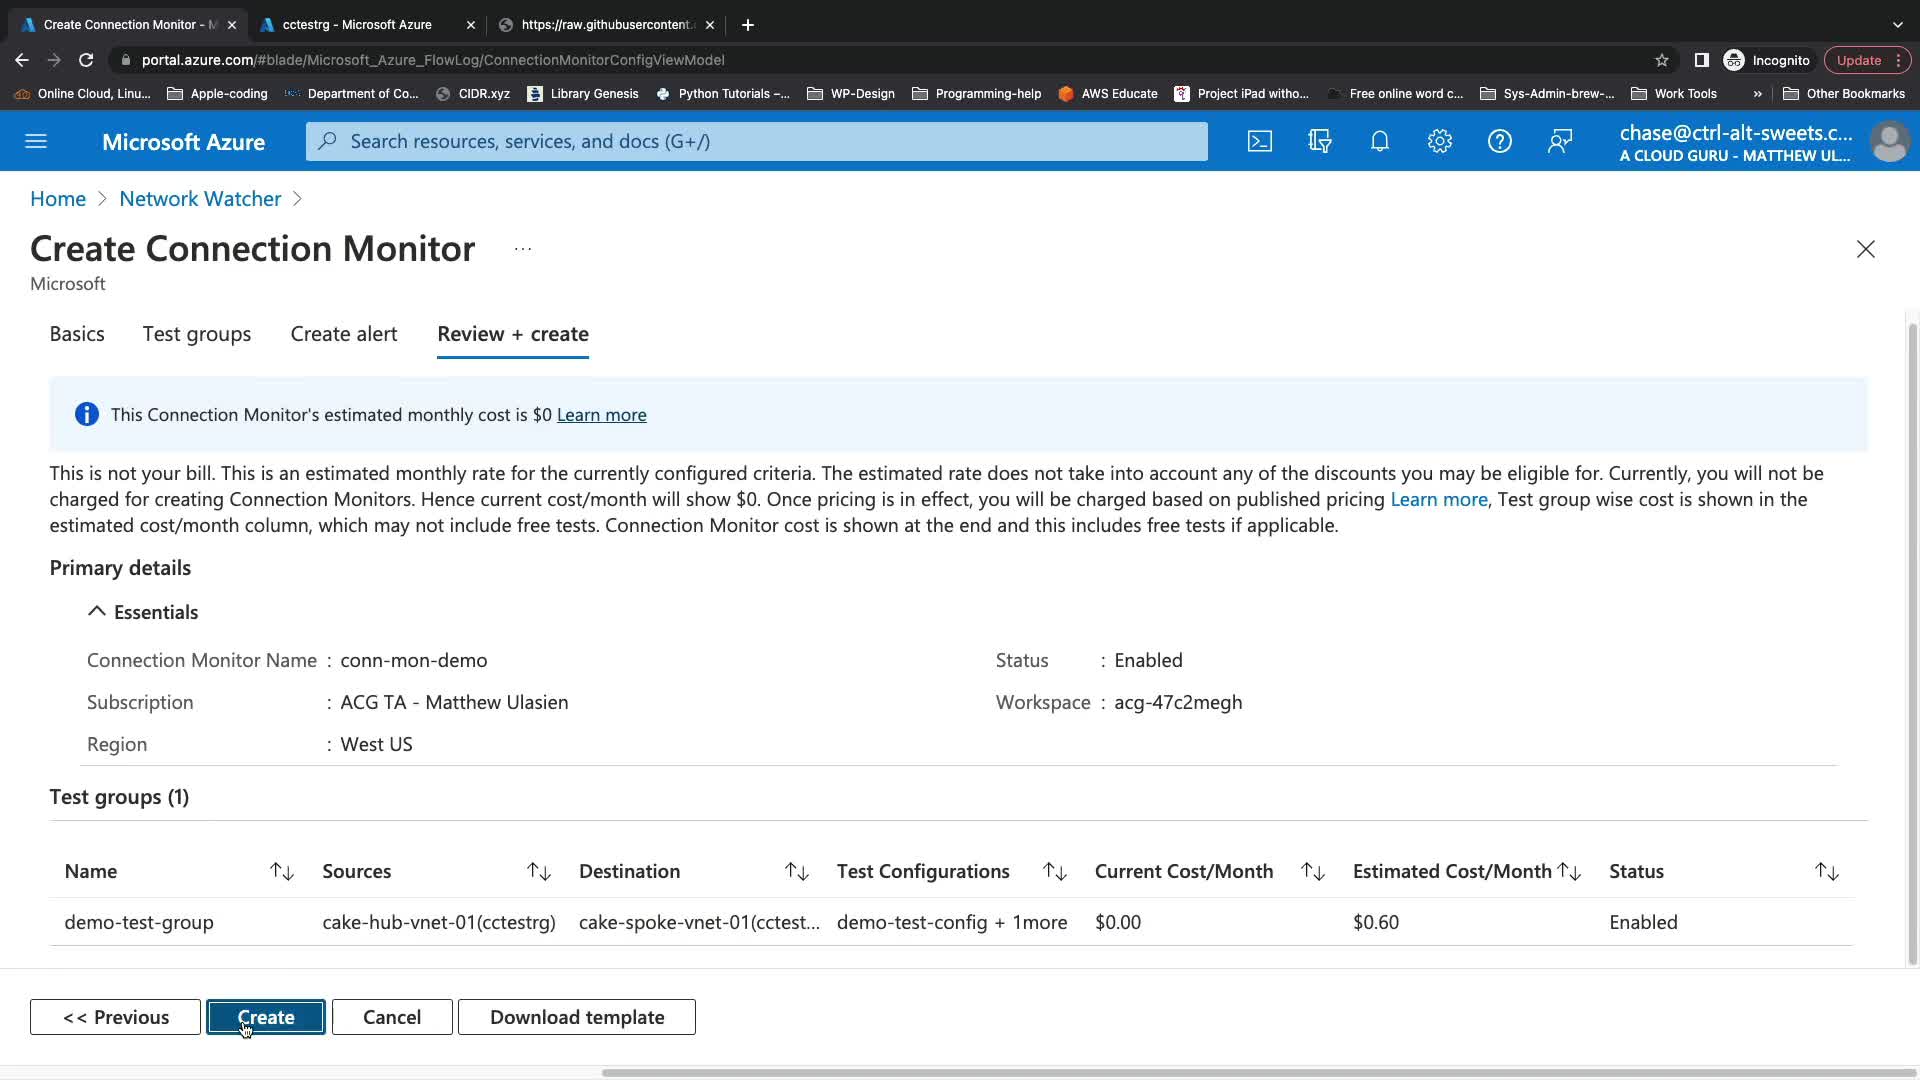 Create Connection Monitor - M
cctestrg - Microsoft Azure
https://raw.githubusercontent.
portal.azure.com/#blade/Microsoft_Azure_FlowLog/ConnectionMonitorConfigViewModel
Incognito
Update
Online Cloud, Linu...
Apple-coding
Department of Co...
CIDR.xyz
Library Genesis
Python Tutorials –...
WP-Design
Programming-help
AWS Educate
Project iPad witho...
Free online word c...
Sys-Admin-brew-...
Work Tools
»
Other Bookmarks
Microsoft Azure
Search resources, services, and docs (G+/)
chase@ctrl-alt-sweets.c...
A CLOUD GURU - MATTHEW UL...
Home > Network Watcher >
Create Connection Monitor ...
Microsoft
Basics
Test groups
Create alert
Review + create
This Connection Monitor's estimated monthly cost is $0 Learn more
This is not your bill. This is an estimated monthly rate for the currently configured criteria. The estimated rate does not take into account any of the discounts you may be eligible for. Currently, you will not be
charged for creating Connection Monitors. Hence current cost/month will show $0. Once pricing is in effect, you will be charged based on published pricing Learn more, Test group wise cost is shown in the
estimated cost/month column, which may not include free tests. Connection Monitor cost is shown at the end and this includes free tests if applicable.
Primary details
Essentials
Connection Monitor Name : conn-mon-demo
Status : Enabled
Subscription : ACG TA - Matthew Ulasien
Workspace : acg-47c2megh
Region : West US
Test groups (1)
Name Sources Destination Test Configurations Current Cost/Month Estimated Cost/Month Status
demo-test-group cake-hub-vnet-01(cctestrg) cake-spoke-vnet-01(cctest... demo-test-config + 1more $0.00 $0.60 Enabled
<< Previous
Create
Cancel
Download template